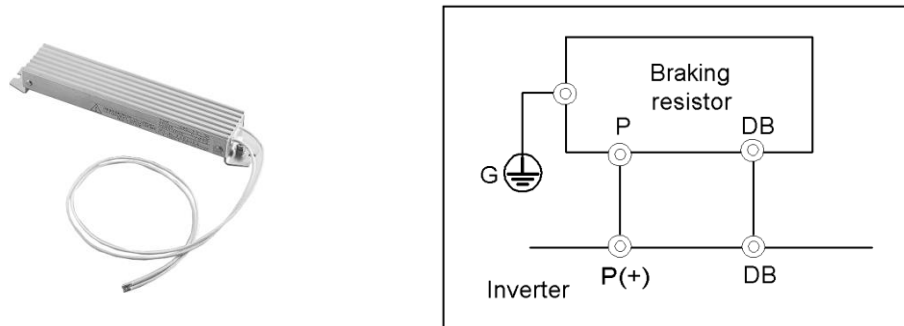 Braking
resistor
P DB
G
P(+) DB
Inverter